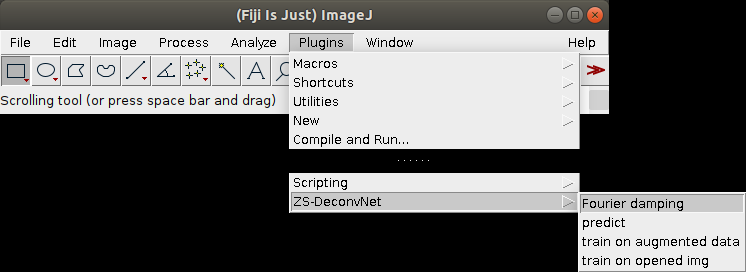 (Fiji Is Just) ImageJ
File Edit Image Process Analyze Plugins Window Help
A
Scrolling tool (or press space bar and drag)
Macros
Shortcuts
Utilities
New
Compile and Run...
......
Scripting
ZS-DeconvNet
Fourier damping
predict
train on augmented data
train on opened img